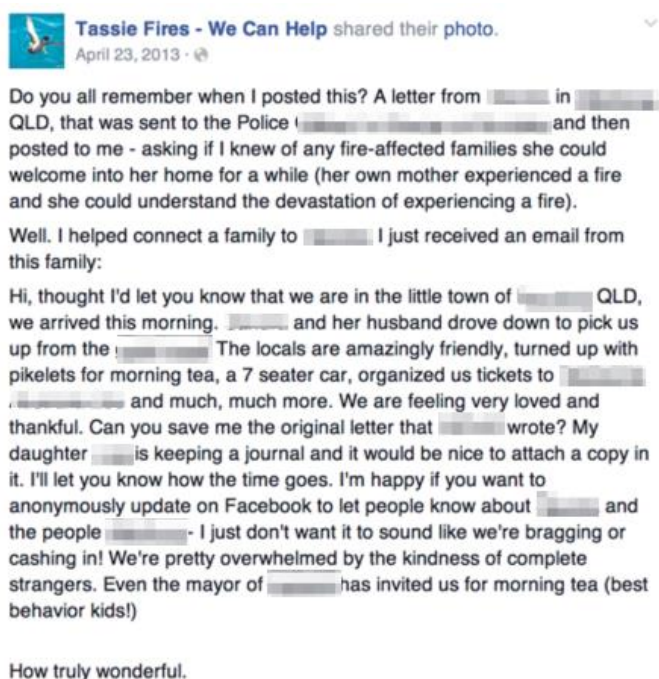 Tassie Fires - We Can Help shared their photo.
April 23, 2013 ·
Do you all remember when I posted this? A letter from in
QLD, that was sent to the Police ( and then
posted to me - asking if I knew of any fire-affected families she could
welcome into her home for a while (her own mother experienced a fire
and she could understand the devastation of experiencing a fire).
Well. I helped connect a family to I just received an email from
this family:
Hi, thought I'd let you know that we are in the little town of QLD,
we arrived this morning. and her husband drove down to pick us
up from the The locals are amazingly friendly, turned up with
pikelets for morning tea, a 7 seater car, organized us tickets to
and much, much more. We are feeling very loved and
thankful. Can you save me the original letter that wrote? My
daughter is keeping a journal and it would be nice to attach a copy in
it. I'll let you know how the time goes. I'm happy if you want to
anonymously update on Facebook to let people know about and
the people - I just don't want it to sound like we're bragging or
cashing in! We're pretty overwhelmed by the kindness of complete
strangers. Even the mayor of has invited us for morning tea (best
behavior kids!)
How truly wonderful.